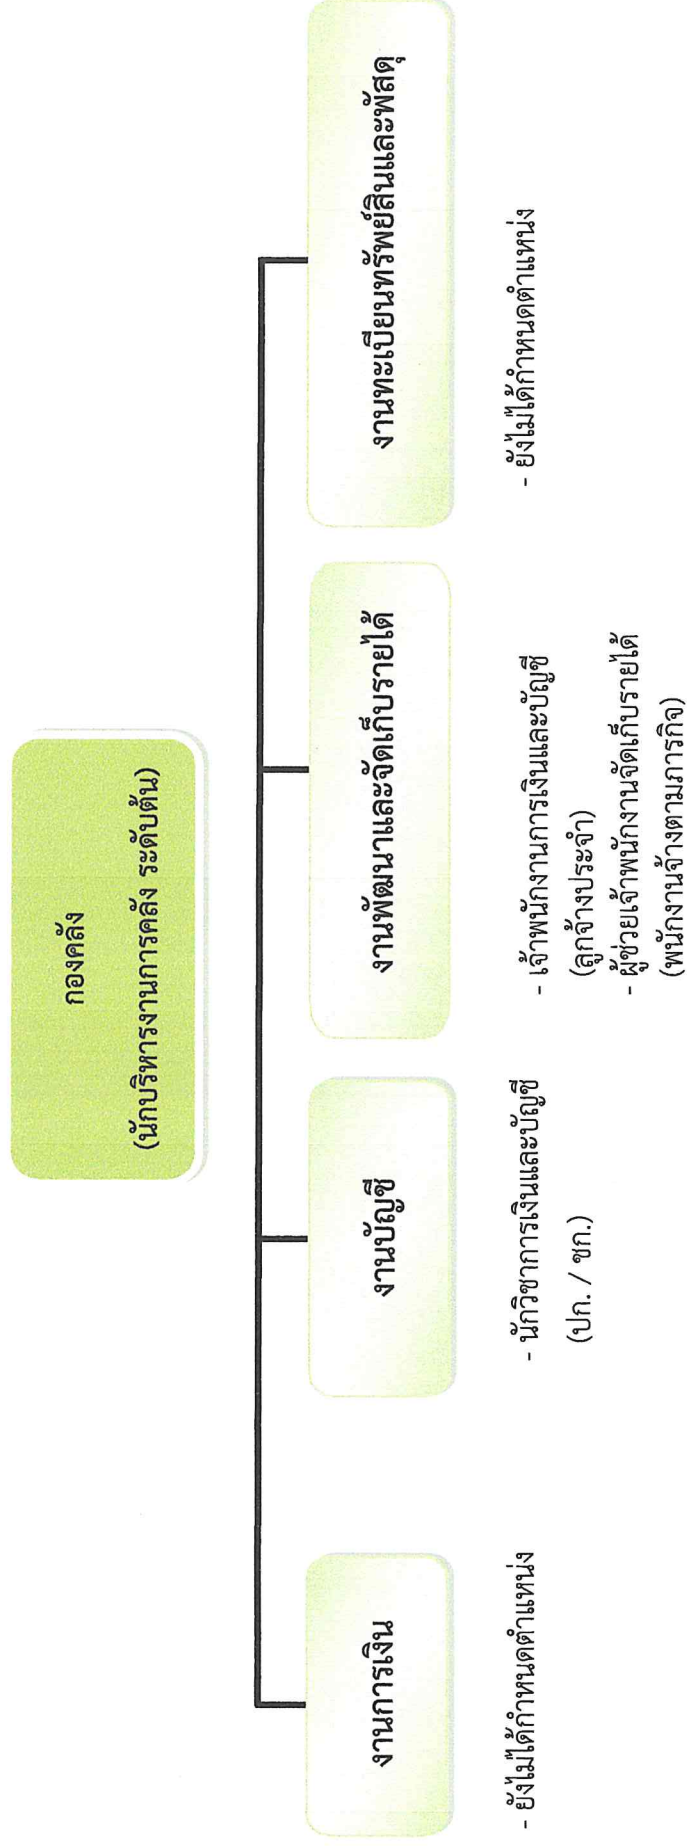 กองคลัง
(นักบริหารงานการคลัง ระดับต้น)
งานการเงิน
- ยังไม่ได้กำหนดตำแหน่ง
งานบัญชี
- นักวิชาการเงินและบัญชี
(ปก. / ชก.)
งานพัฒนาและจัดเก็บรายได้
- เจ้าพนักงานการเงินและบัญชี
(ลูกจ้างประจำ)
- ผู้ช่วยเจ้าพนักงานจัดเก็บรายได้
(พนักงานจ้างตามภารกิจ)
งานทะเบียนทรัพย์สินและพัสดุ
- ยังไม่ได้กำหนดตำแหน่ง